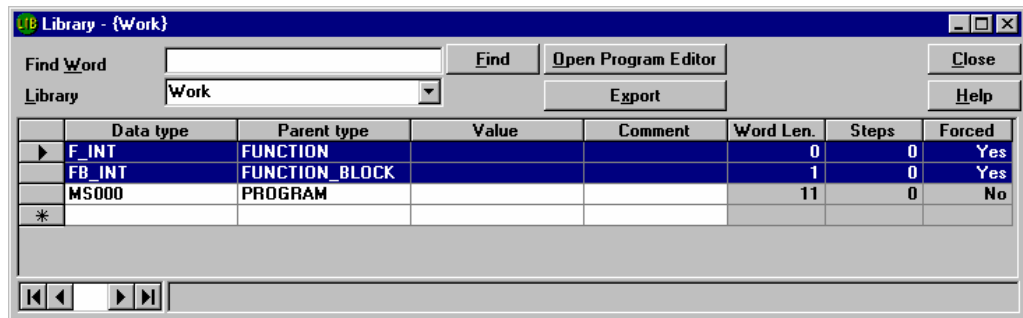 LIB Library - {Work}
Find Word Find Open Program Editor Close
Library Work Export Help
Data type Parent type Value Comment Word Len. Steps Forced
F_INT FUNCTION 0 0 Yes
FB_INT FUNCTION_BLOCK 1 0 Yes
MS000 PROGRAM 11 0 No